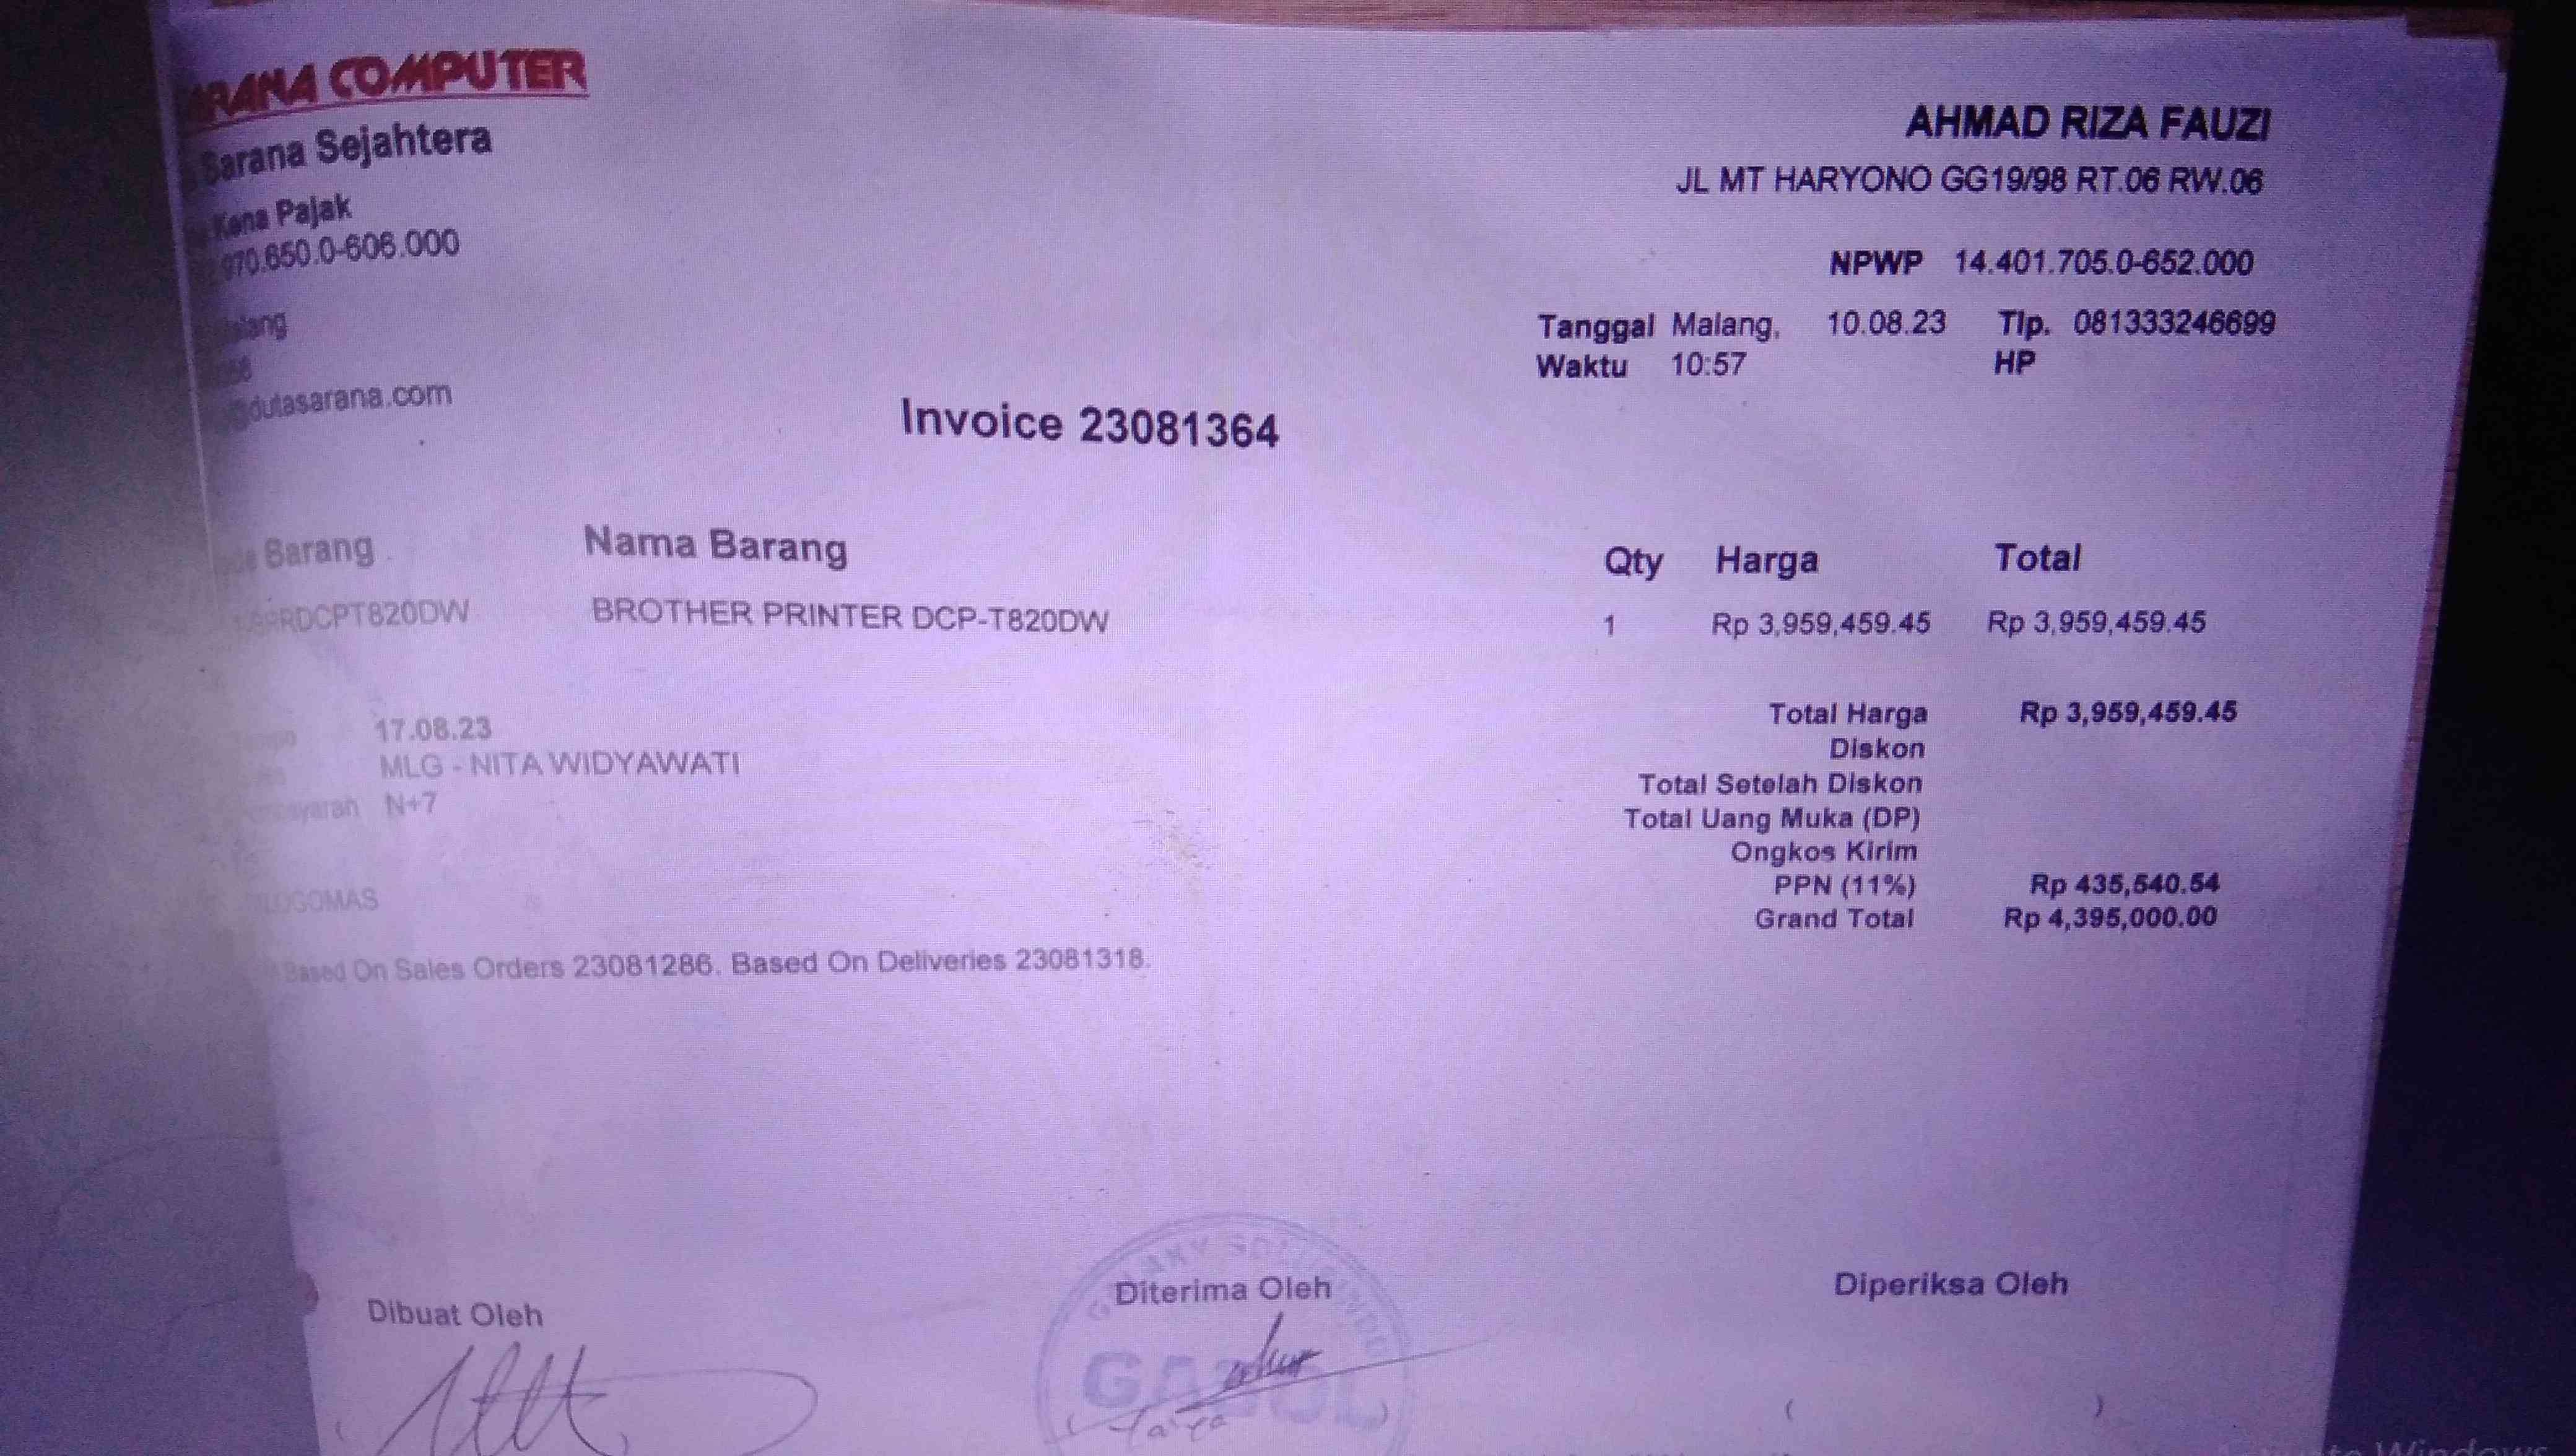 COMPUTER
Sarana Sejahtera
Kena Pajak
970.650.0-606.000
@dutasarana.com
AHMAD RIZA FAUZI
JL MT HARYONO GG19/98 RT.06 RW.06
NPWP 14.401.705.0-652.000
Tanggal Malang, 10.08.23 Tlp. 081333246699
Waktu 10:57 HP
Invoice 23081364
Barang Nama Barang Qty Harga Total
BROTHER PRINTER DCP-T820DW 1 Rp 3,959,459.45 Rp 3,959,459.45
17.08.23
MLG - NITA WIDYAWATI
N+7
Total Harga Rp 3,959,459.45
Diskon
Total Setelah Diskon
Total Uang Muka (DP)
Ongkos Kirim
PPN (11%) Rp 435,540.54
Grand Total Rp 4,395,000.00
Based On Sales Orders 23081286. Based On Deliveries 23081318.
Dibuat Oleh
Diterima Oleh
Diperiksa Oleh
( )